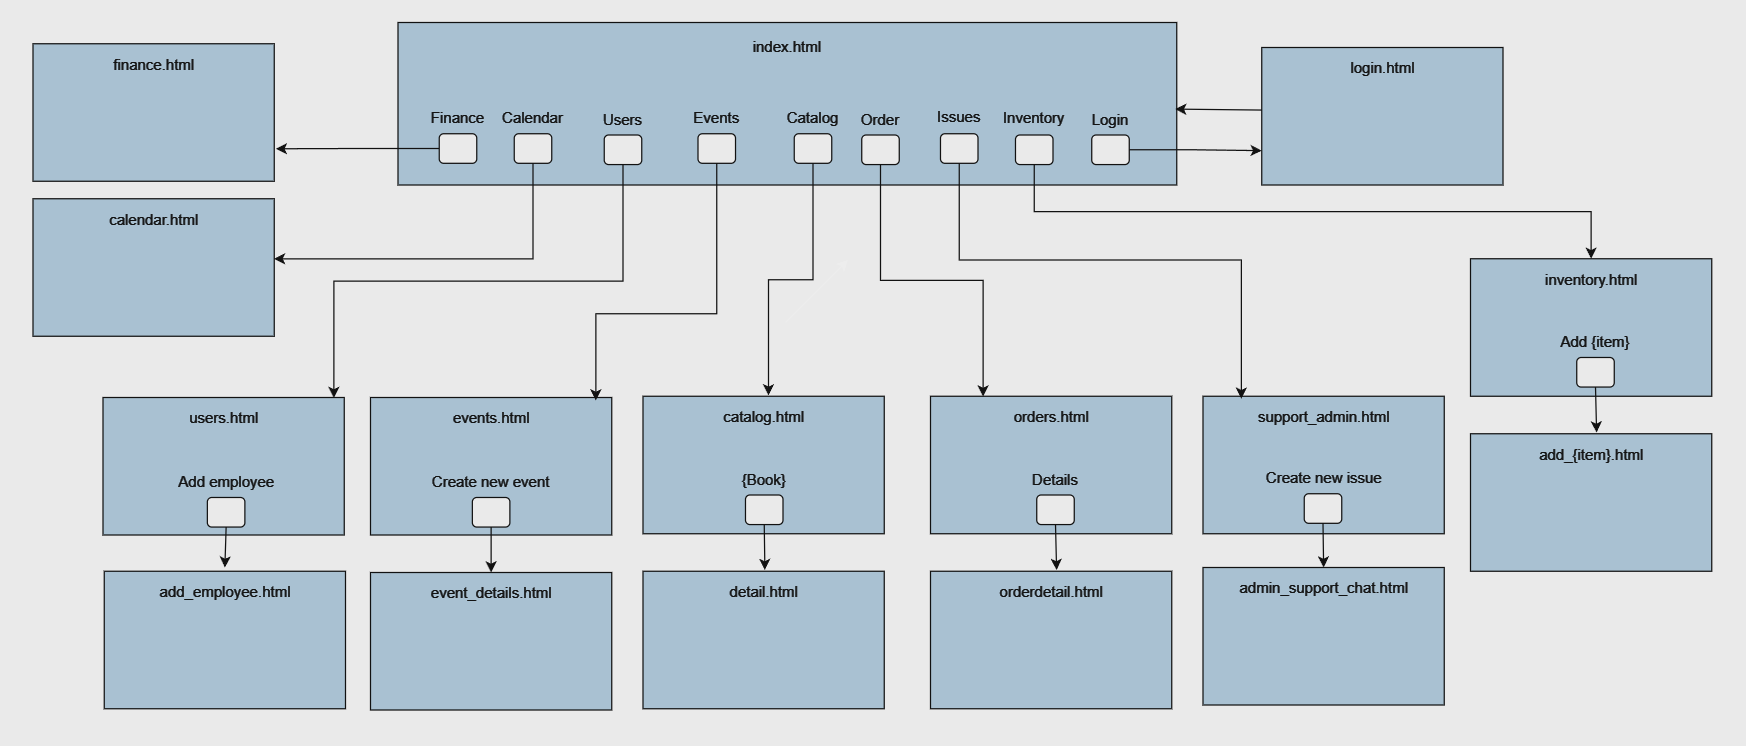 finance.html
index.html
login.html
Finance
Calendar
Users
Events
Catalog
Order
Issues
Inventory
Login
calendar.html
inventory.html
Add {item}
users.html
events.html
catalog.html
orders.html
support_admin.html
Add employee
Create new event
{Book}
Details
Create new issue
add_{item}.html
add_employee.html
event_details.html
detail.html
orderdetail.html
admin_support_chat.html